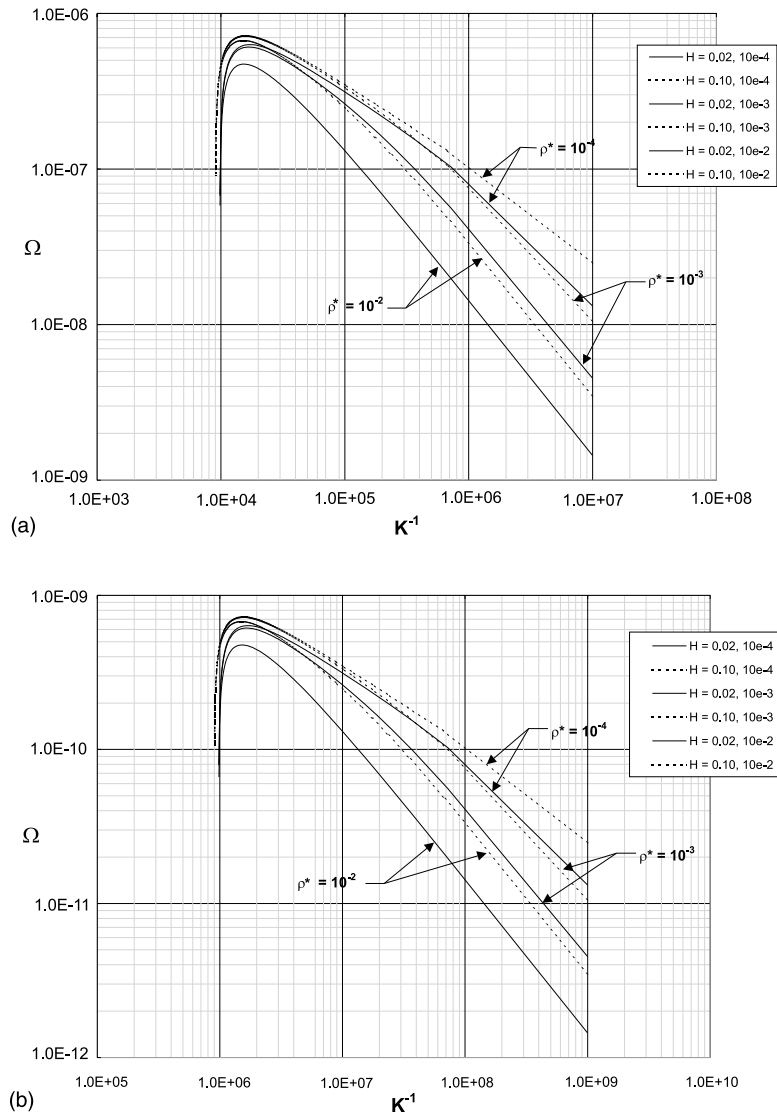 1.0E-06
1.0E-07
1.0E-08
1.0E-09
Ω
1.0E+03 1.0E+04 1.0E+05 1.0E+06 1.0E+07 1.0E+08
K⁻¹
H = 0.02, 10e-4
H = 0.10, 10e-4
H = 0.02, 10e-3
H = 0.10, 10e-3
H = 0.02, 10e-2
H = 0.10, 10e-2
ρ* = 10⁻⁴
ρ* = 10⁻³
ρ* = 10⁻²
(a)
1.0E-09
1.0E-10
1.0E-11
1.0E-12
Ω
1.0E+05 1.0E+06 1.0E+07 1.0E+08 1.0E+09 1.0E+10
K⁻¹
H = 0.02, 10e-4
H = 0.10, 10e-4
H = 0.02, 10e-3
H = 0.10, 10e-3
H = 0.02, 10e-2
H = 0.10, 10e-2
ρ* = 10⁻⁴
ρ* = 10⁻³
ρ* = 10⁻²
(b)